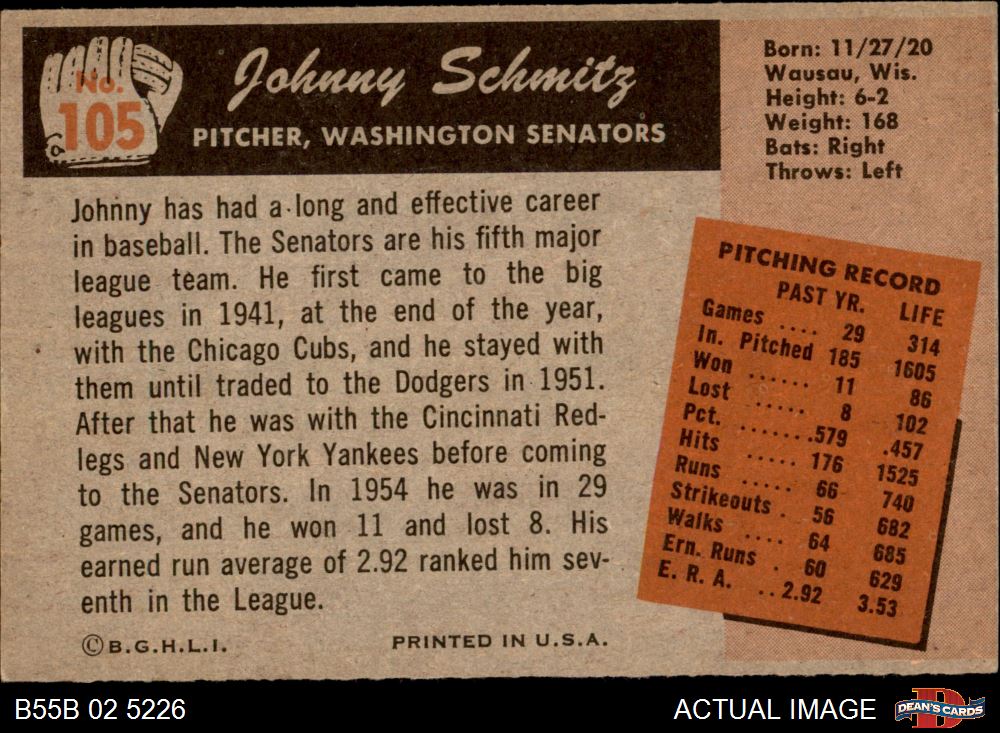 No.
105
Johnny Schmitz
PITCHER, WASHINGTON SENATORS
Born: 11/27/20
Wausau, Wis.
Height: 6-2
Weight: 168
Bats: Right
Throws: Left
Johnny has had a long and effective career
in baseball. The Senators are his fifth major
league team. He first came to the big
leagues in 1941, at the end of the year,
with the Chicago Cubs, and he stayed with
them until traded to the Dodgers in 1951.
After that he was with the Cincinnati Red-
legs and New York Yankees before coming
to the Senators. In 1954 he was in 29
games, and he won 11 and lost 8. His
earned run average of 2.92 ranked him sev-
enth in the League.
PITCHING RECORD
PAST YR. LIFE
Games .... 29 314
In. Pitched 185 1605
Won ...... 11 86
Lost ..... 8 102
Pct. .......579 .457
Hits ..... 176 1525
Runs ..... 66 740
Strikeouts . 56 682
Walks .... 64 685
Ern. Runs . 60 629
E. R. A. ..2.92 3.53
©B.G.H.L.I. PRINTED IN U.S.A.
B55B 02 5226 ACTUAL IMAGE
DEAN'S CARDS